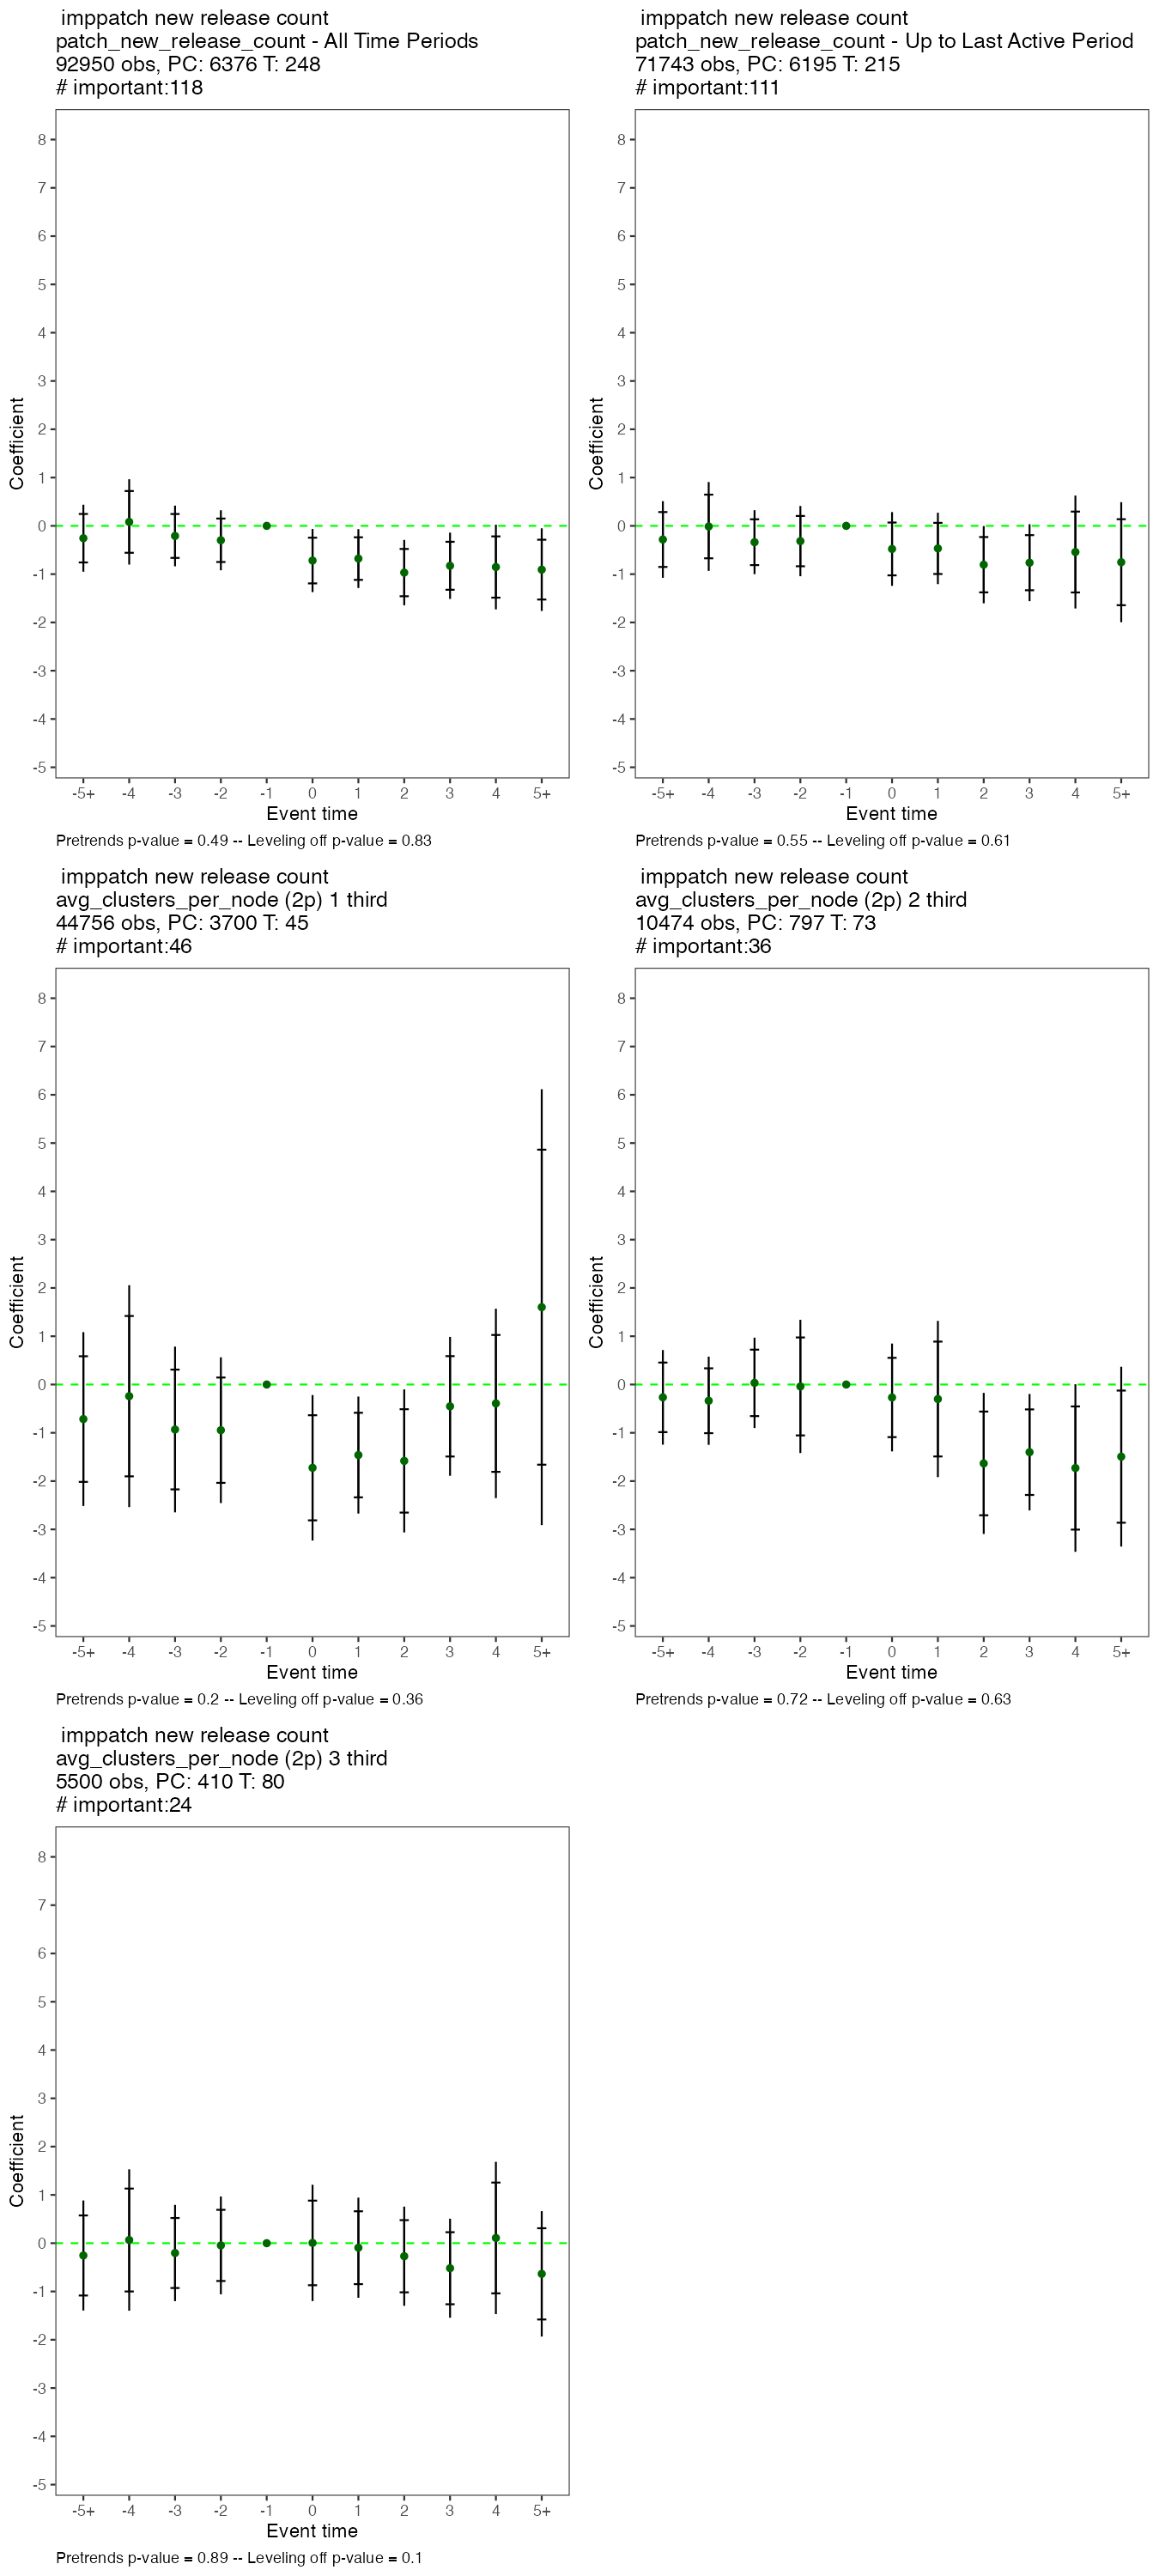 imppatch new release count
patch_new_release_count - All Time Periods
92950 obs, PC: 6376 T: 248
# important:118
8
7
6
5
4
3
2
1
0
-1
-2
-3
-4
-5
Coefficient
-5+ -4 -3 -2 -1 0 1 2 3 4 5+
Event time
Pretrends p-value = 0.49 -- Leveling off p-value = 0.83
imppatch new release count
patch_new_release_count - Up to Last Active Period
71743 obs, PC: 6195 T: 215
# important:111
8
7
6
5
4
3
2
1
0
-1
-2
-3
-4
-5
Coefficient
-5+ -4 -3 -2 -1 0 1 2 3 4 5+
Event time
Pretrends p-value = 0.55 -- Leveling off p-value = 0.61
imppatch new release count
avg_clusters_per_node (2p) 1 third
44756 obs, PC: 3700 T: 45
# important:46
8
7
6
5
4
3
2
1
0
-1
-2
-3
-4
-5
Coefficient
-5+ -4 -3 -2 -1 0 1 2 3 4 5+
Event time
Pretrends p-value = 0.2 -- Leveling off p-value = 0.36
imppatch new release count
avg_clusters_per_node (2p) 2 third
10474 obs, PC: 797 T: 73
# important:36
8
7
6
5
4
3
2
1
0
-1
-2
-3
-4
-5
Coefficient
-5+ -4 -3 -2 -1 0 1 2 3 4 5+
Event time
Pretrends p-value = 0.72 -- Leveling off p-value = 0.63
imppatch new release count
avg_clusters_per_node (2p) 3 third
5500 obs, PC: 410 T: 80
# important:24
8
7
6
5
4
3
2
1
0
-1
-2
-3
-4
-5
Coefficient
-5+ -4 -3 -2 -1 0 1 2 3 4 5+
Event time
Pretrends p-value = 0.89 -- Leveling off p-value = 0.1